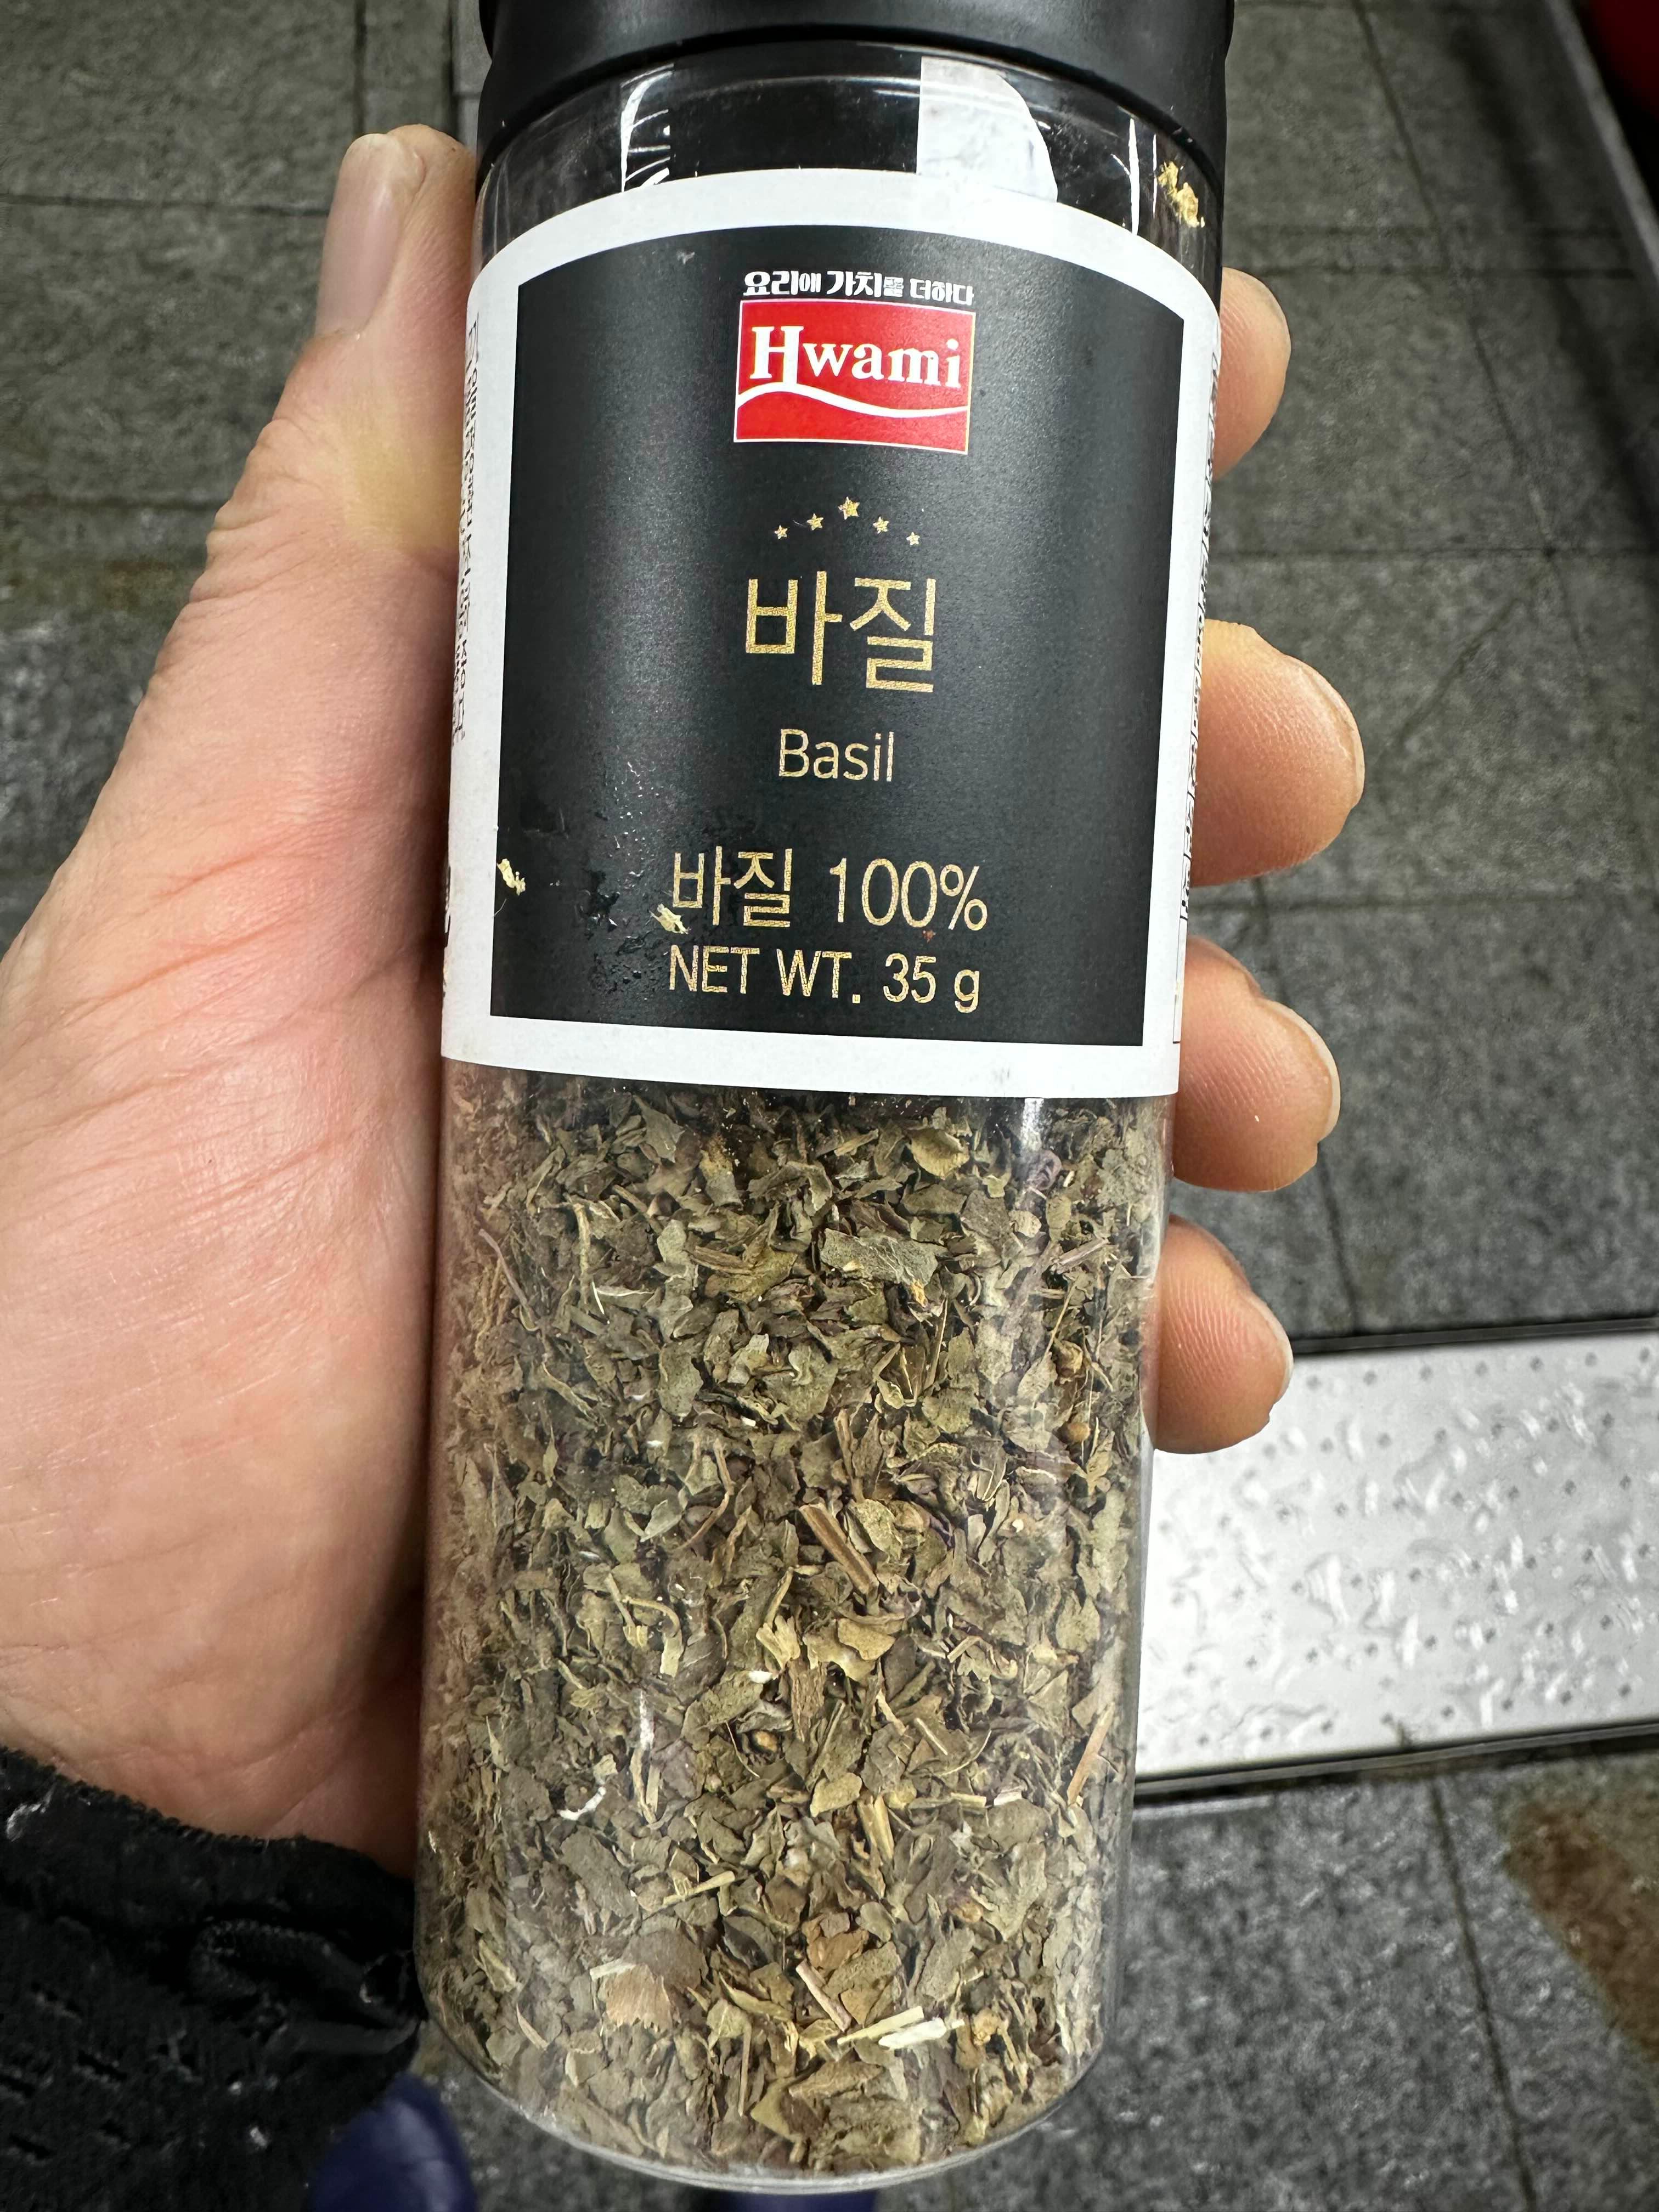 요리에 가치를 더하다
Hwami
바질
Basil
바질 100%
NET WT. 35 g